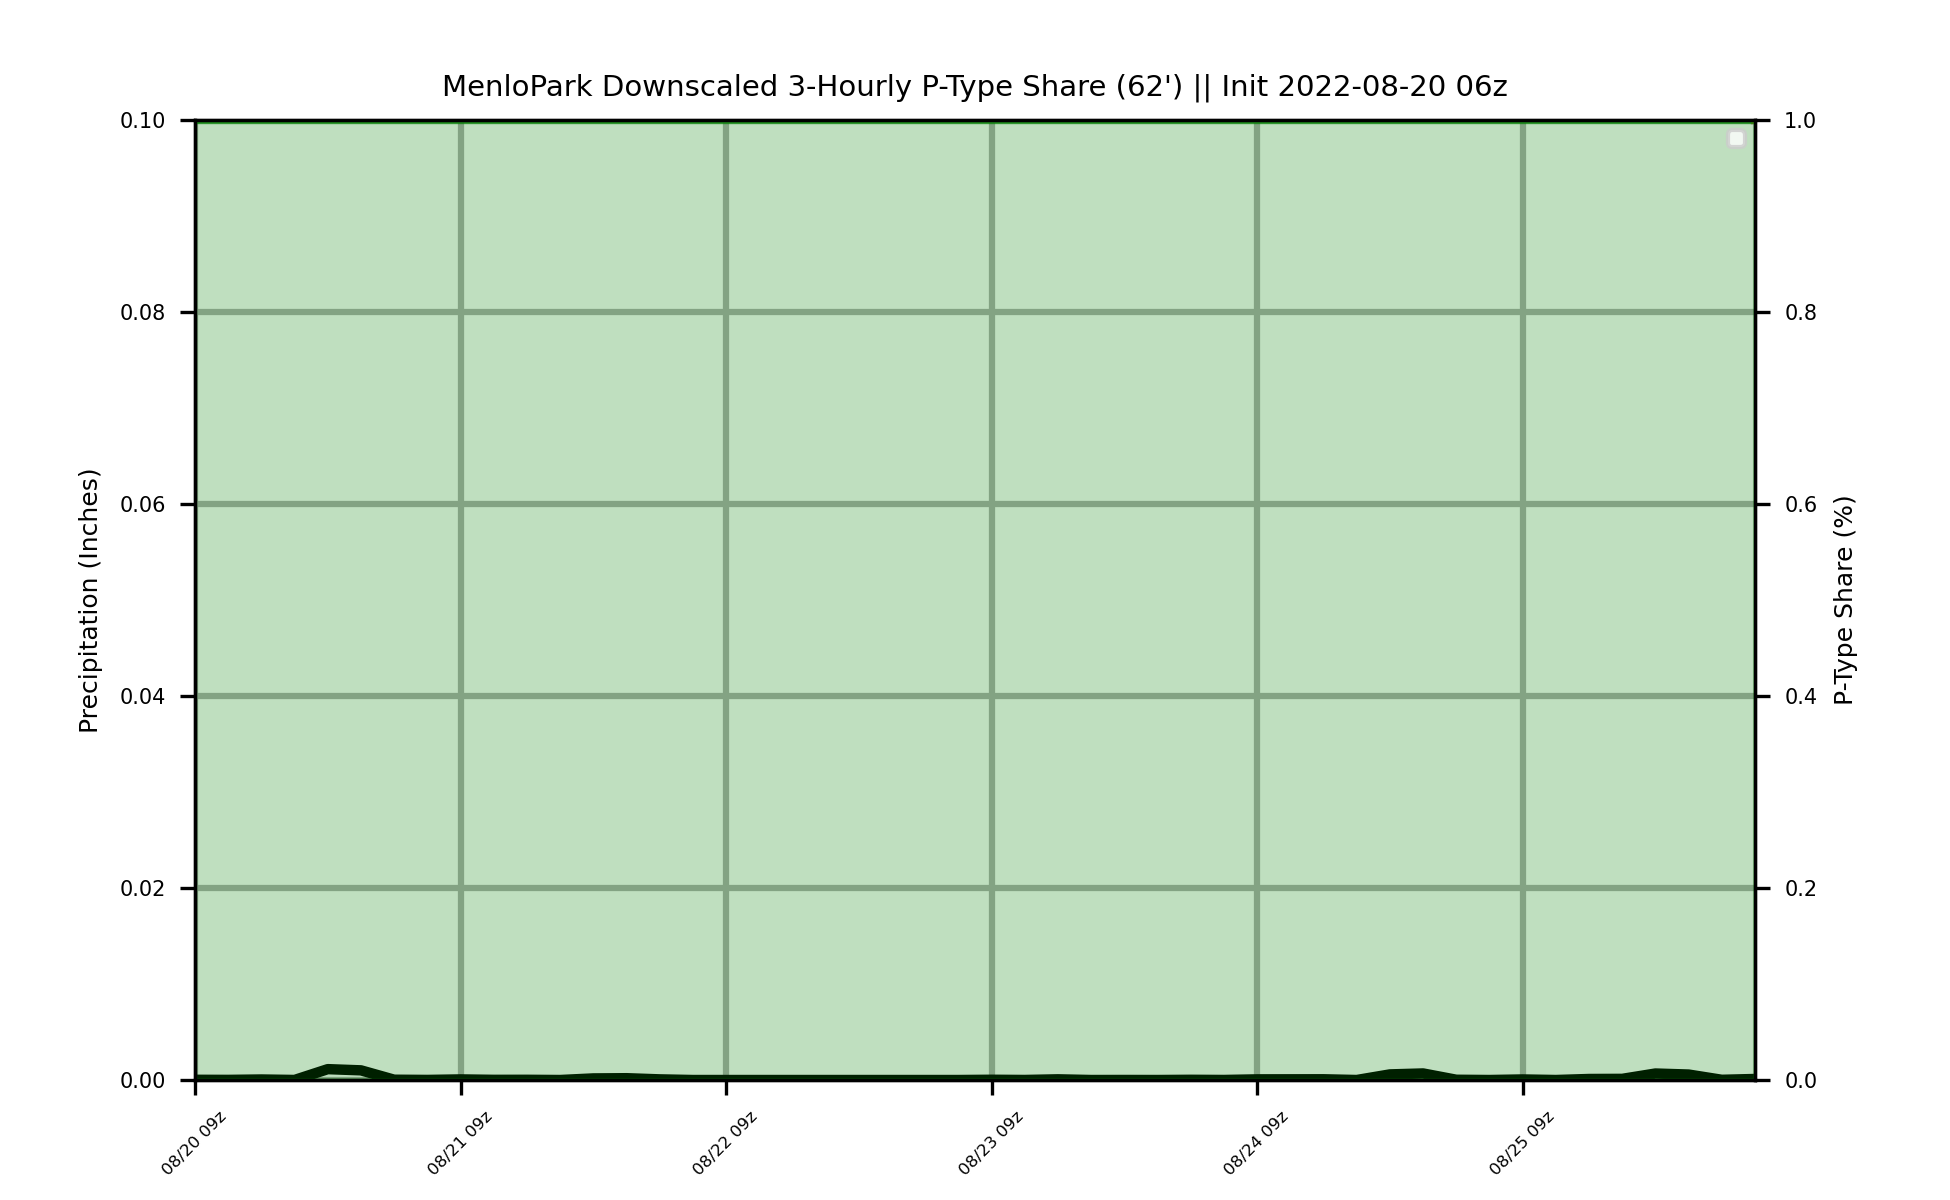 MenloPark Downscaled 3-Hourly P-Type Share (62') || Init 2022-08-20 06z
0.10
0.08
0.06
0.04
0.02
0.00
Precipitation (Inches)
1.0
0.8
0.6
0.4
0.2
0.0
P-Type Share (%)
08/20 09z
08/21 09z
08/22 09z
08/23 09z
08/24 09z
08/25 09z